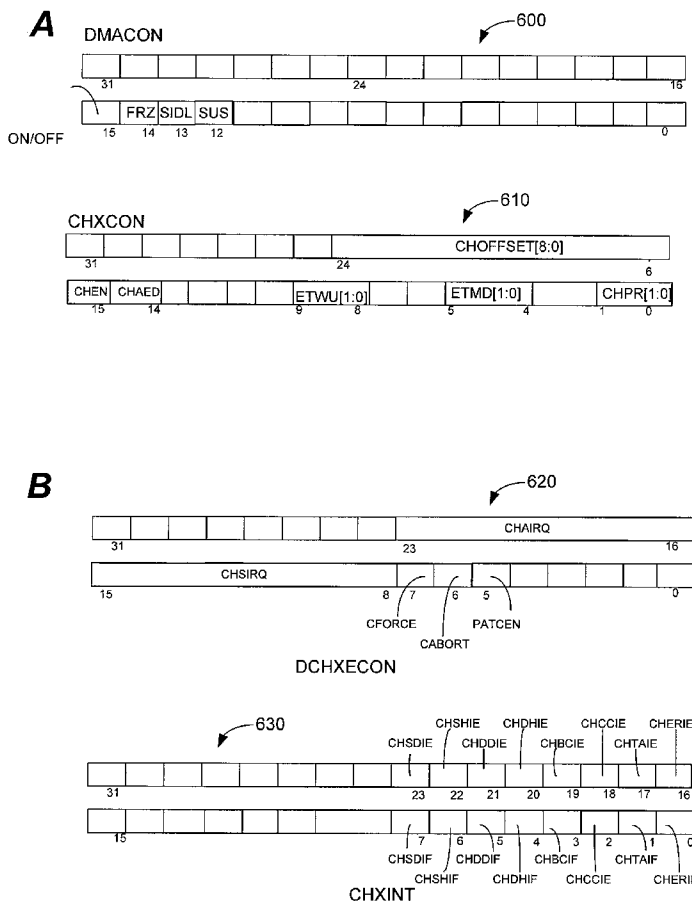 A
DMACON
600
31 24 16
FRZ SIDL SUS
ON/OFF
15 14 13 12 0
CHXCON
610
CHOFFSET[8:0]
31 24 6
CHEN CHAED ETWU[1:0] ETMD[1:0] CHPR[1:0]
15 14 9 8 5 4 1 0
B
620
CHAIRQ
31 23 16
CHSIRQ
15 8 7 6 5 0
CFORCE PATCEN
CABORT
DCHXECON
630
CHSHIE CHDHIE CHCCIE CHERIE
CHSDIE CHDDIE CHBCIE CHTAIE
31 23 22 21 20 19 18 17 16
15 7 6 5 4 3 2 1 0
CHSDIF CHDDIF CHBCIF CHTAIF
CHSHIF CHDHIF CHCCIE CHERIE
CHXINT